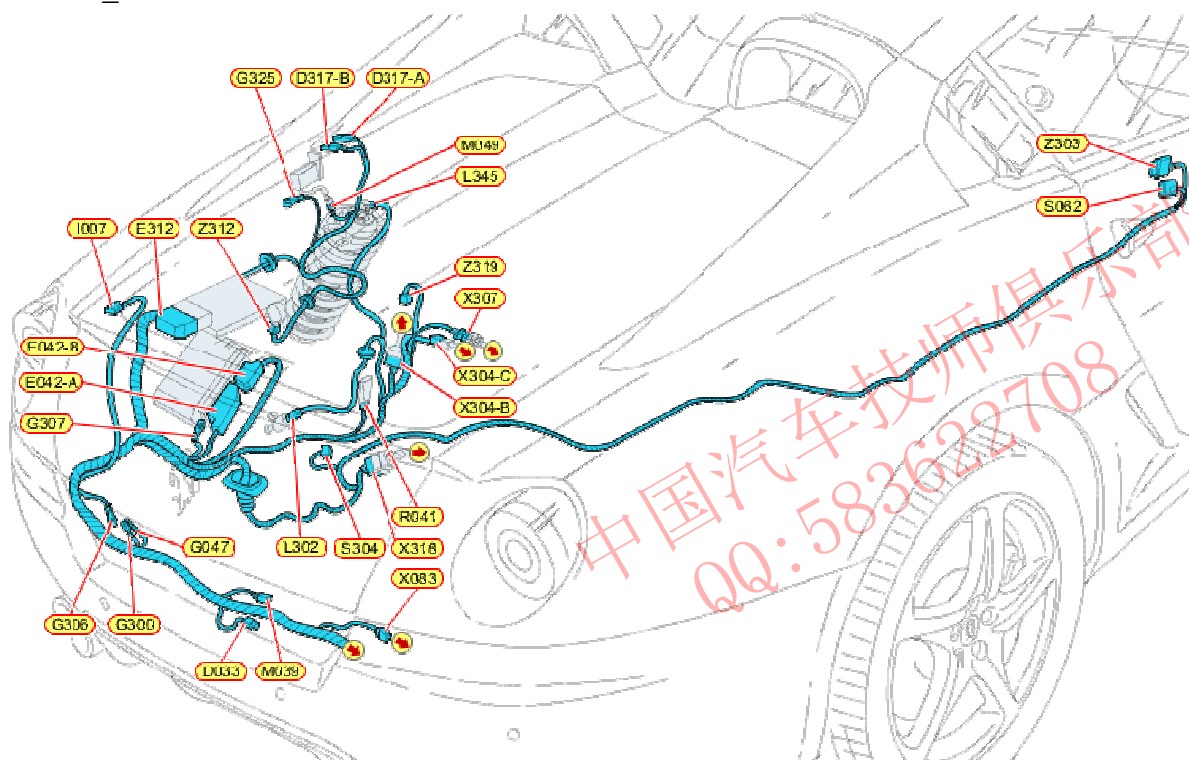 G325
D317-B
D317-A
M048
L345
Z303
S082
I007
E312
Z312
Z319
X307
E042-B
E042-A
X304-C
X304-B
G307
R041
G047
L302
S304
X318
X083
G306
G300
D033
M039
中国汽车技师俱乐部
QQ:583622708